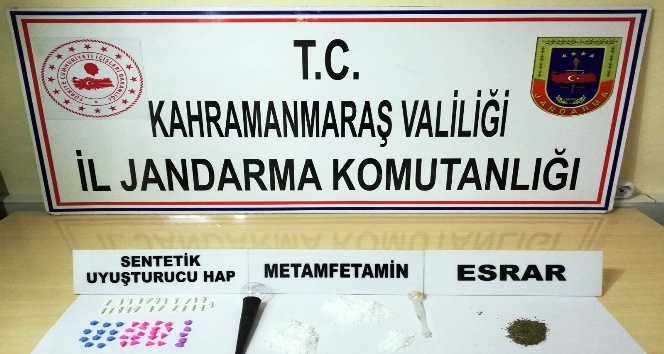 T.C.
KAHRAMANMARAŞ VALİLİĞİ
İL JANDARMA KOMUTANLIĞI
JANDARMA
SENTETİK
UYUŞTURUCU HAP
METAMFETAMİN
ESRAR